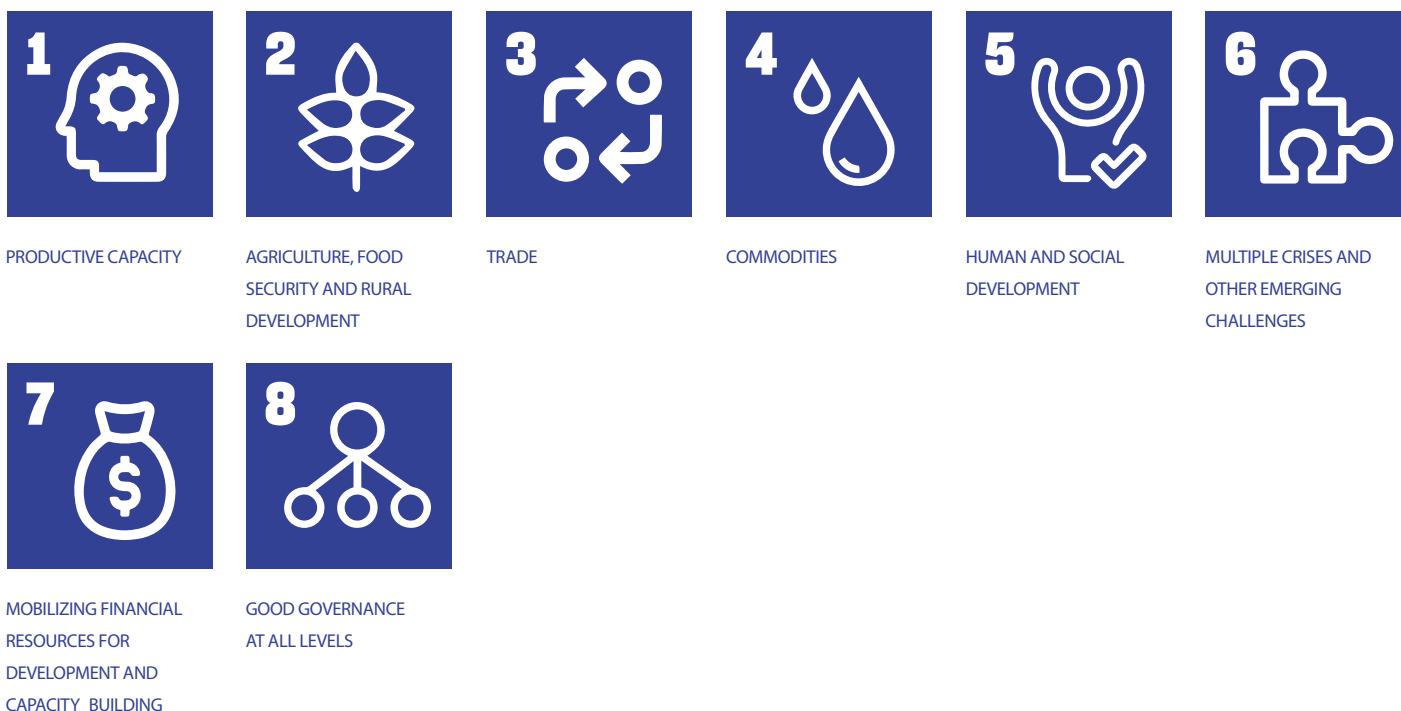 1
PRODUCTIVE CAPACITY
2
AGRICULTURE, FOOD
SECURITY AND RURAL
DEVELOPMENT
3
TRADE
4
COMMODITIES
5
HUMAN AND SOCIAL
DEVELOPMENT
6
MULTIPLE CRISES AND
OTHER EMERGING
CHALLENGES
7
$
MOBILIZING FINANCIAL
RESOURCES FOR
DEVELOPMENT AND
CAPACITY BUILDING
8
GOOD GOVERNANCE
AT ALL LEVELS